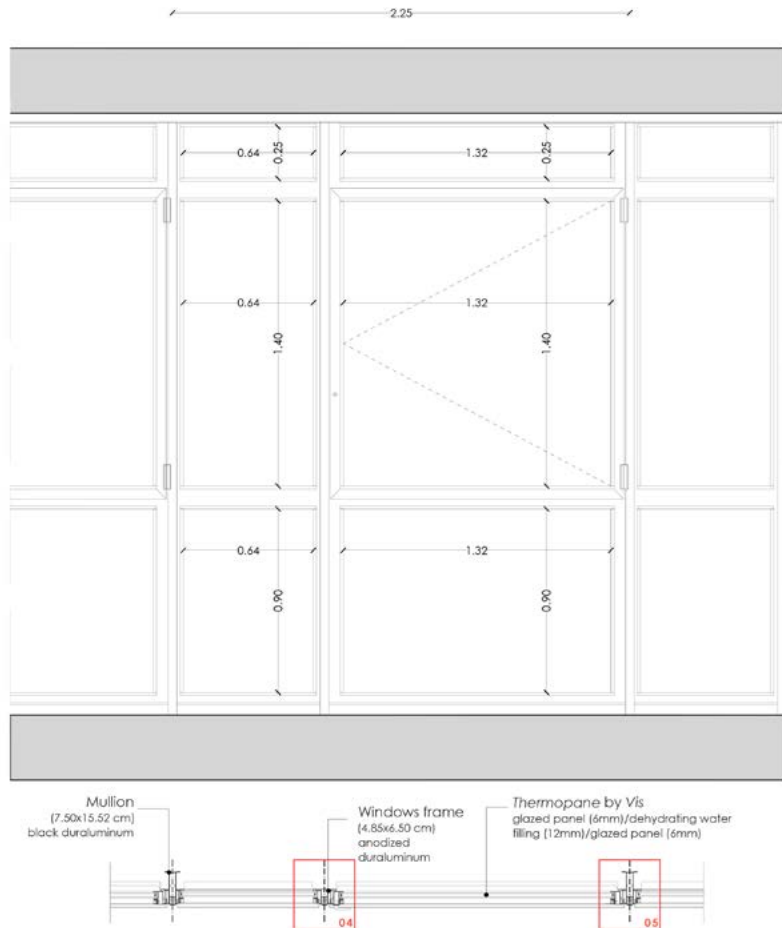 2.25
0.64
0.25
1.32
0.25
0.64
1.40
1.32
1.40
0.64
0.90
1.32
0.90
Mullion
(7.50x15.52 cm)
black duraluminum
Windows frame
(4.85x6.50 cm)
anodized
duraluminum
Thermopane by Vis
glazed panel (6mm)/dehydrating water
filling (12mm)/glazed panel (6mm)
04
05